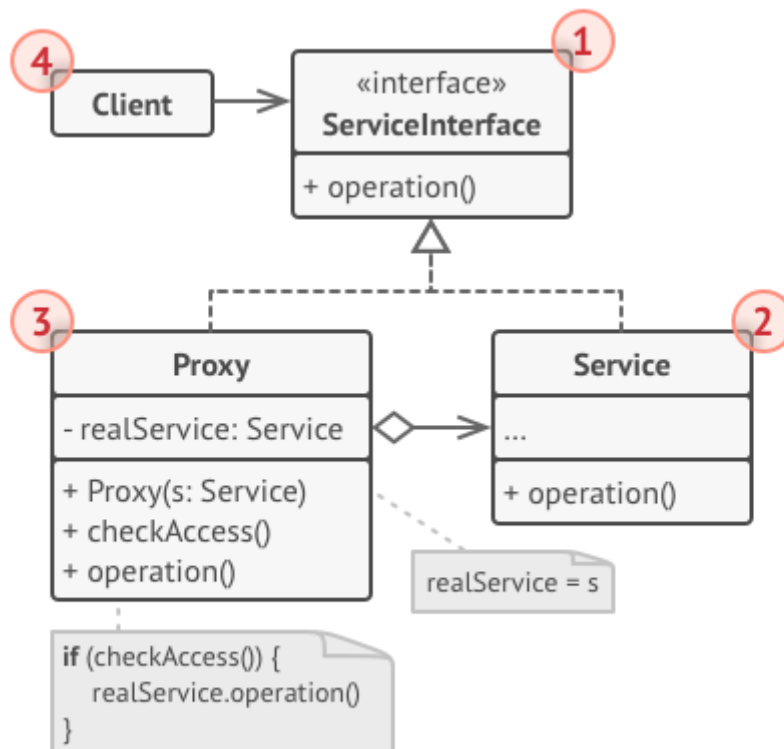 4
Client
1
«interface»
ServiceInterface
+ operation()
3
Proxy
- realService: Service
+ Proxy(s: Service)
+ checkAccess()
+ operation()
2
Service
...
+ operation()
realService = s
if (checkAccess()) {
realService.operation()
}